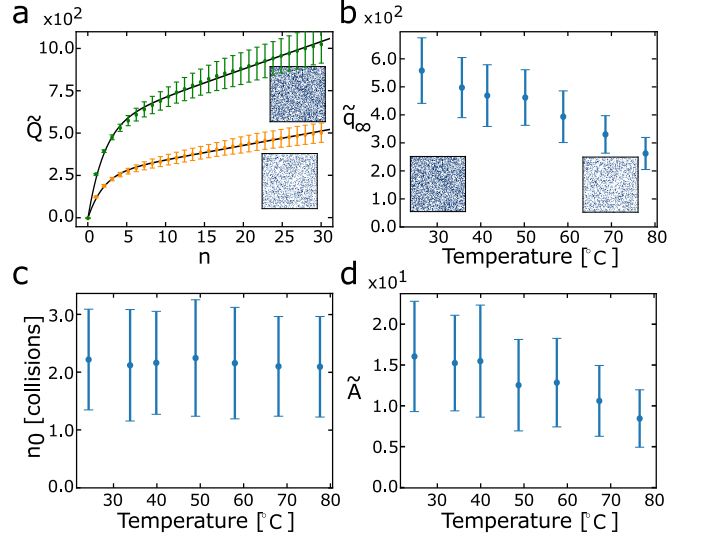 a
x10²
10.0
7.5
5.0
2.5
0.0
Q̃
0 5 10 15 20 25 30
n
b
x10²
6.0
5.0
4.0
3.0
2.0
1.0
0.0
q̃∞
30 40 50 60 70 80
Temperature [°C]
c
3.0
2.0
1.0
0.0
n0 [collisions]
30 40 50 60 70 80
Temperature [°C]
d
x10¹
2.0
1.5
1.0
0.5
0.0
Ã
30 40 50 60 70 80
Temperature [°C]